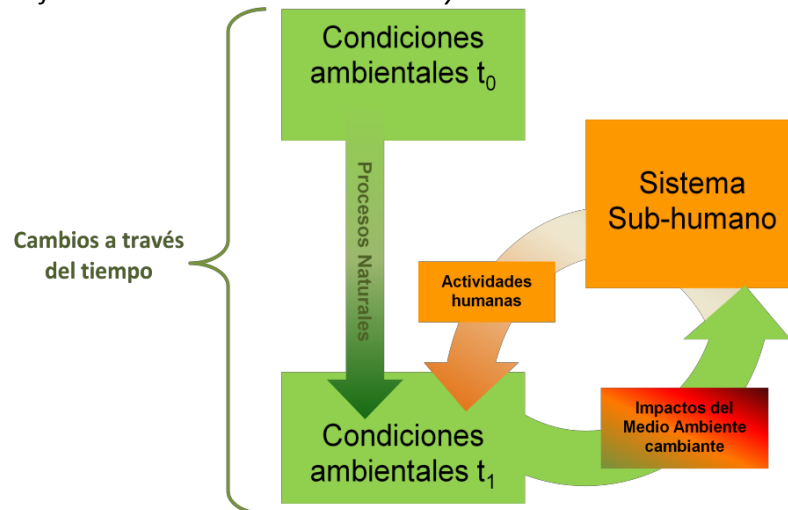 Condiciones
ambientales t₀
Procesos Naturales
Sistema
Sub-humano
Cambios a través
del tiempo
Actividades
humanas
Condiciones
ambientales t₁
Impactos del
Medio Ambiente
cambiante